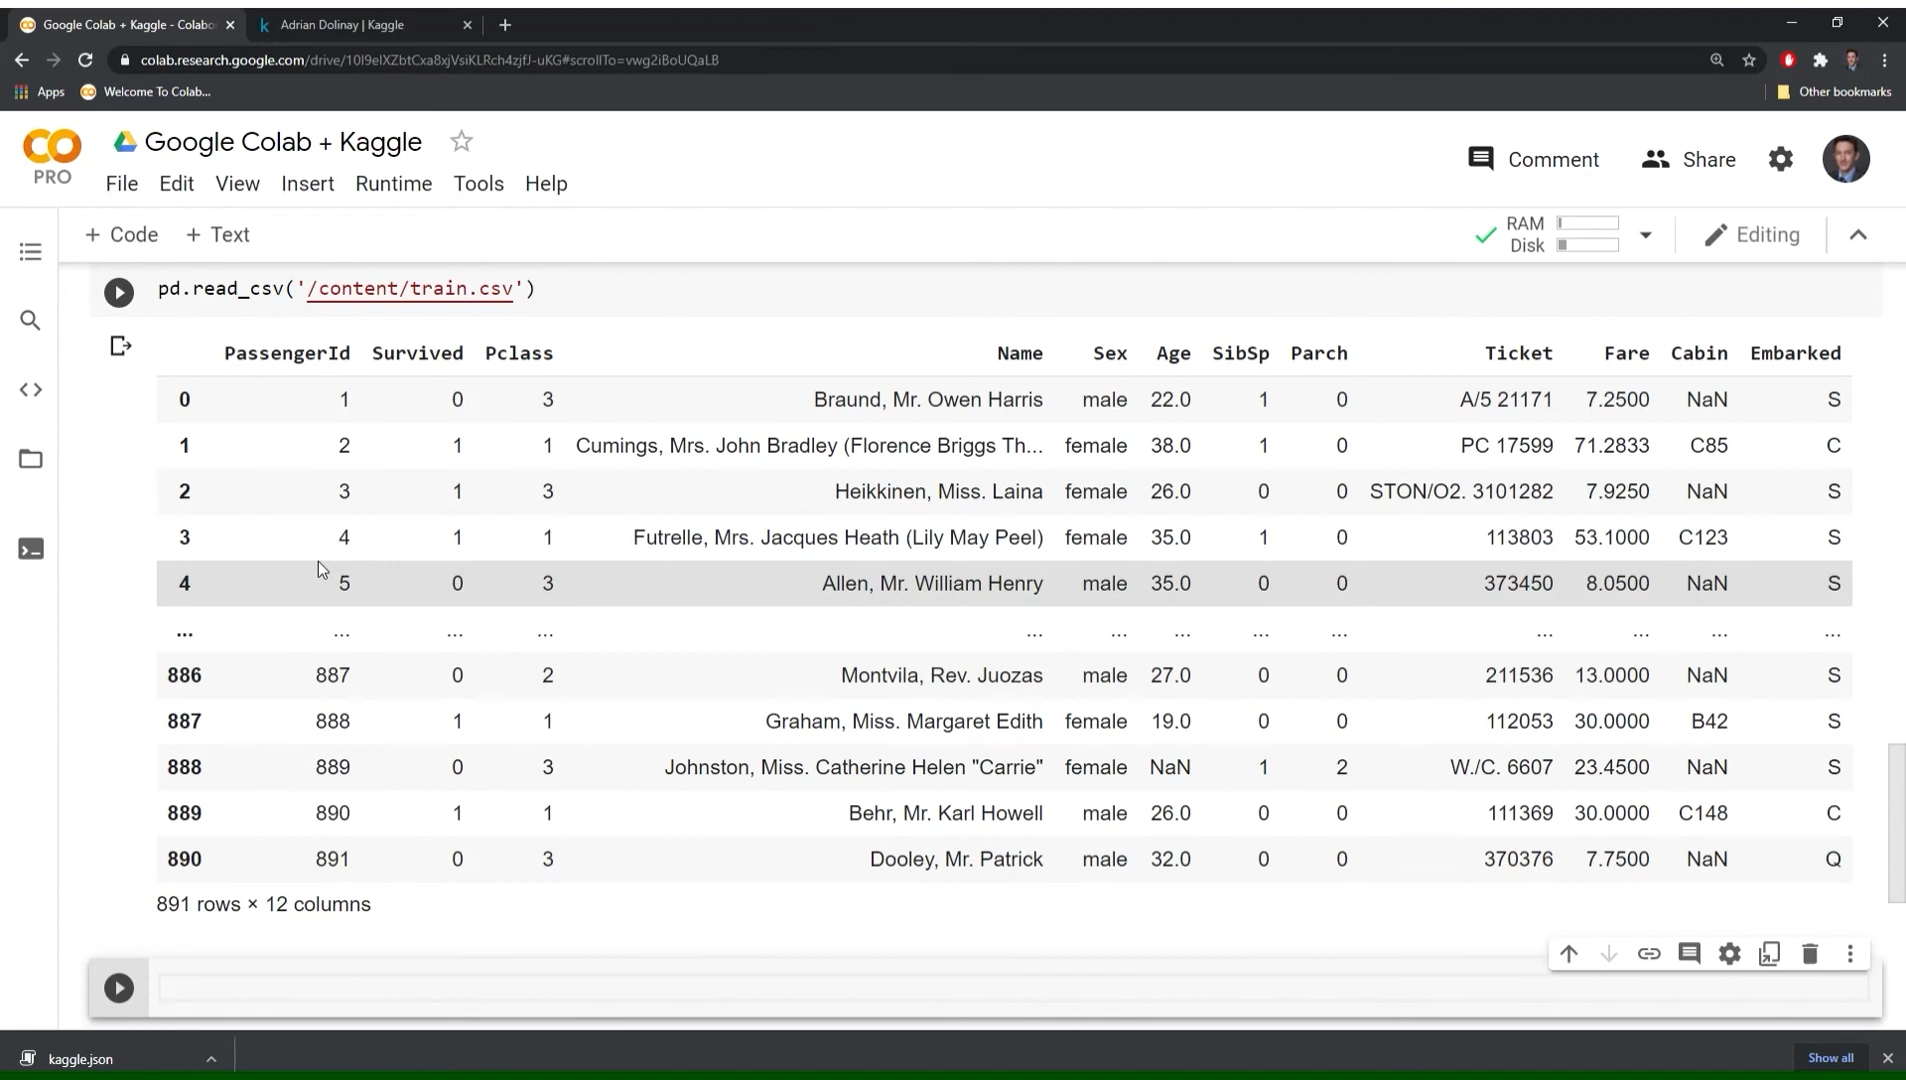 Google Colab + Kaggle - Colabo
Adrian Dolinay | Kaggle
colab.research.google.com/drive/10I9elXZbtCxa8xjVsiKLRch4zjfJ-uKG#scrollTo=vwg2iBoUQaLB
Apps Welcome To Colab... Other bookmarks
CO PRO
Google Colab + Kaggle
Comment Share
File Edit View Insert Runtime Tools Help
+ Code + Text RAM Disk Editing
pd.read_csv('/content/train.csv')
PassengerId Survived Pclass Name Sex Age SibSp Parch Ticket Fare Cabin Embarked
0 1 0 3 Braund, Mr. Owen Harris male 22.0 1 0 A/5 21171 7.2500 NaN S
1 2 1 1 Cumings, Mrs. John Bradley (Florence Briggs Th... female 38.0 1 0 PC 17599 71.2833 C85 C
2 3 1 3 Heikkinen, Miss. Laina female 26.0 0 0 STON/O2. 3101282 7.9250 NaN S
3 4 1 1 Futrelle, Mrs. Jacques Heath (Lily May Peel) female 35.0 1 0 113803 53.1000 C123 S
4 5 0 3 Allen, Mr. William Henry male 35.0 0 0 373450 8.0500 NaN S
... ... ... ... ... ... ... ... ... ... ... ... ...
886 887 0 2 Montvila, Rev. Juozas male 27.0 0 0 211536 13.0000 NaN S
887 888 1 1 Graham, Miss. Margaret Edith female 19.0 0 0 112053 30.0000 B42 S
888 889 0 3 Johnston, Miss. Catherine Helen "Carrie" female NaN 1 2 W./C. 6607 23.4500 NaN S
889 890 1 1 Behr, Mr. Karl Howell male 26.0 0 0 111369 30.0000 C148 C
890 891 0 3 Dooley, Mr. Patrick male 32.0 0 0 370376 7.7500 NaN Q
891 rows × 12 columns
kaggle.json Show all